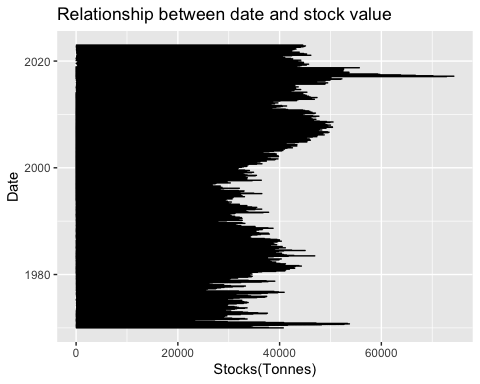 Relationship between date and stock value
2020
2000
1980
Date
0
20000
40000
60000
Stocks(Tonnes)